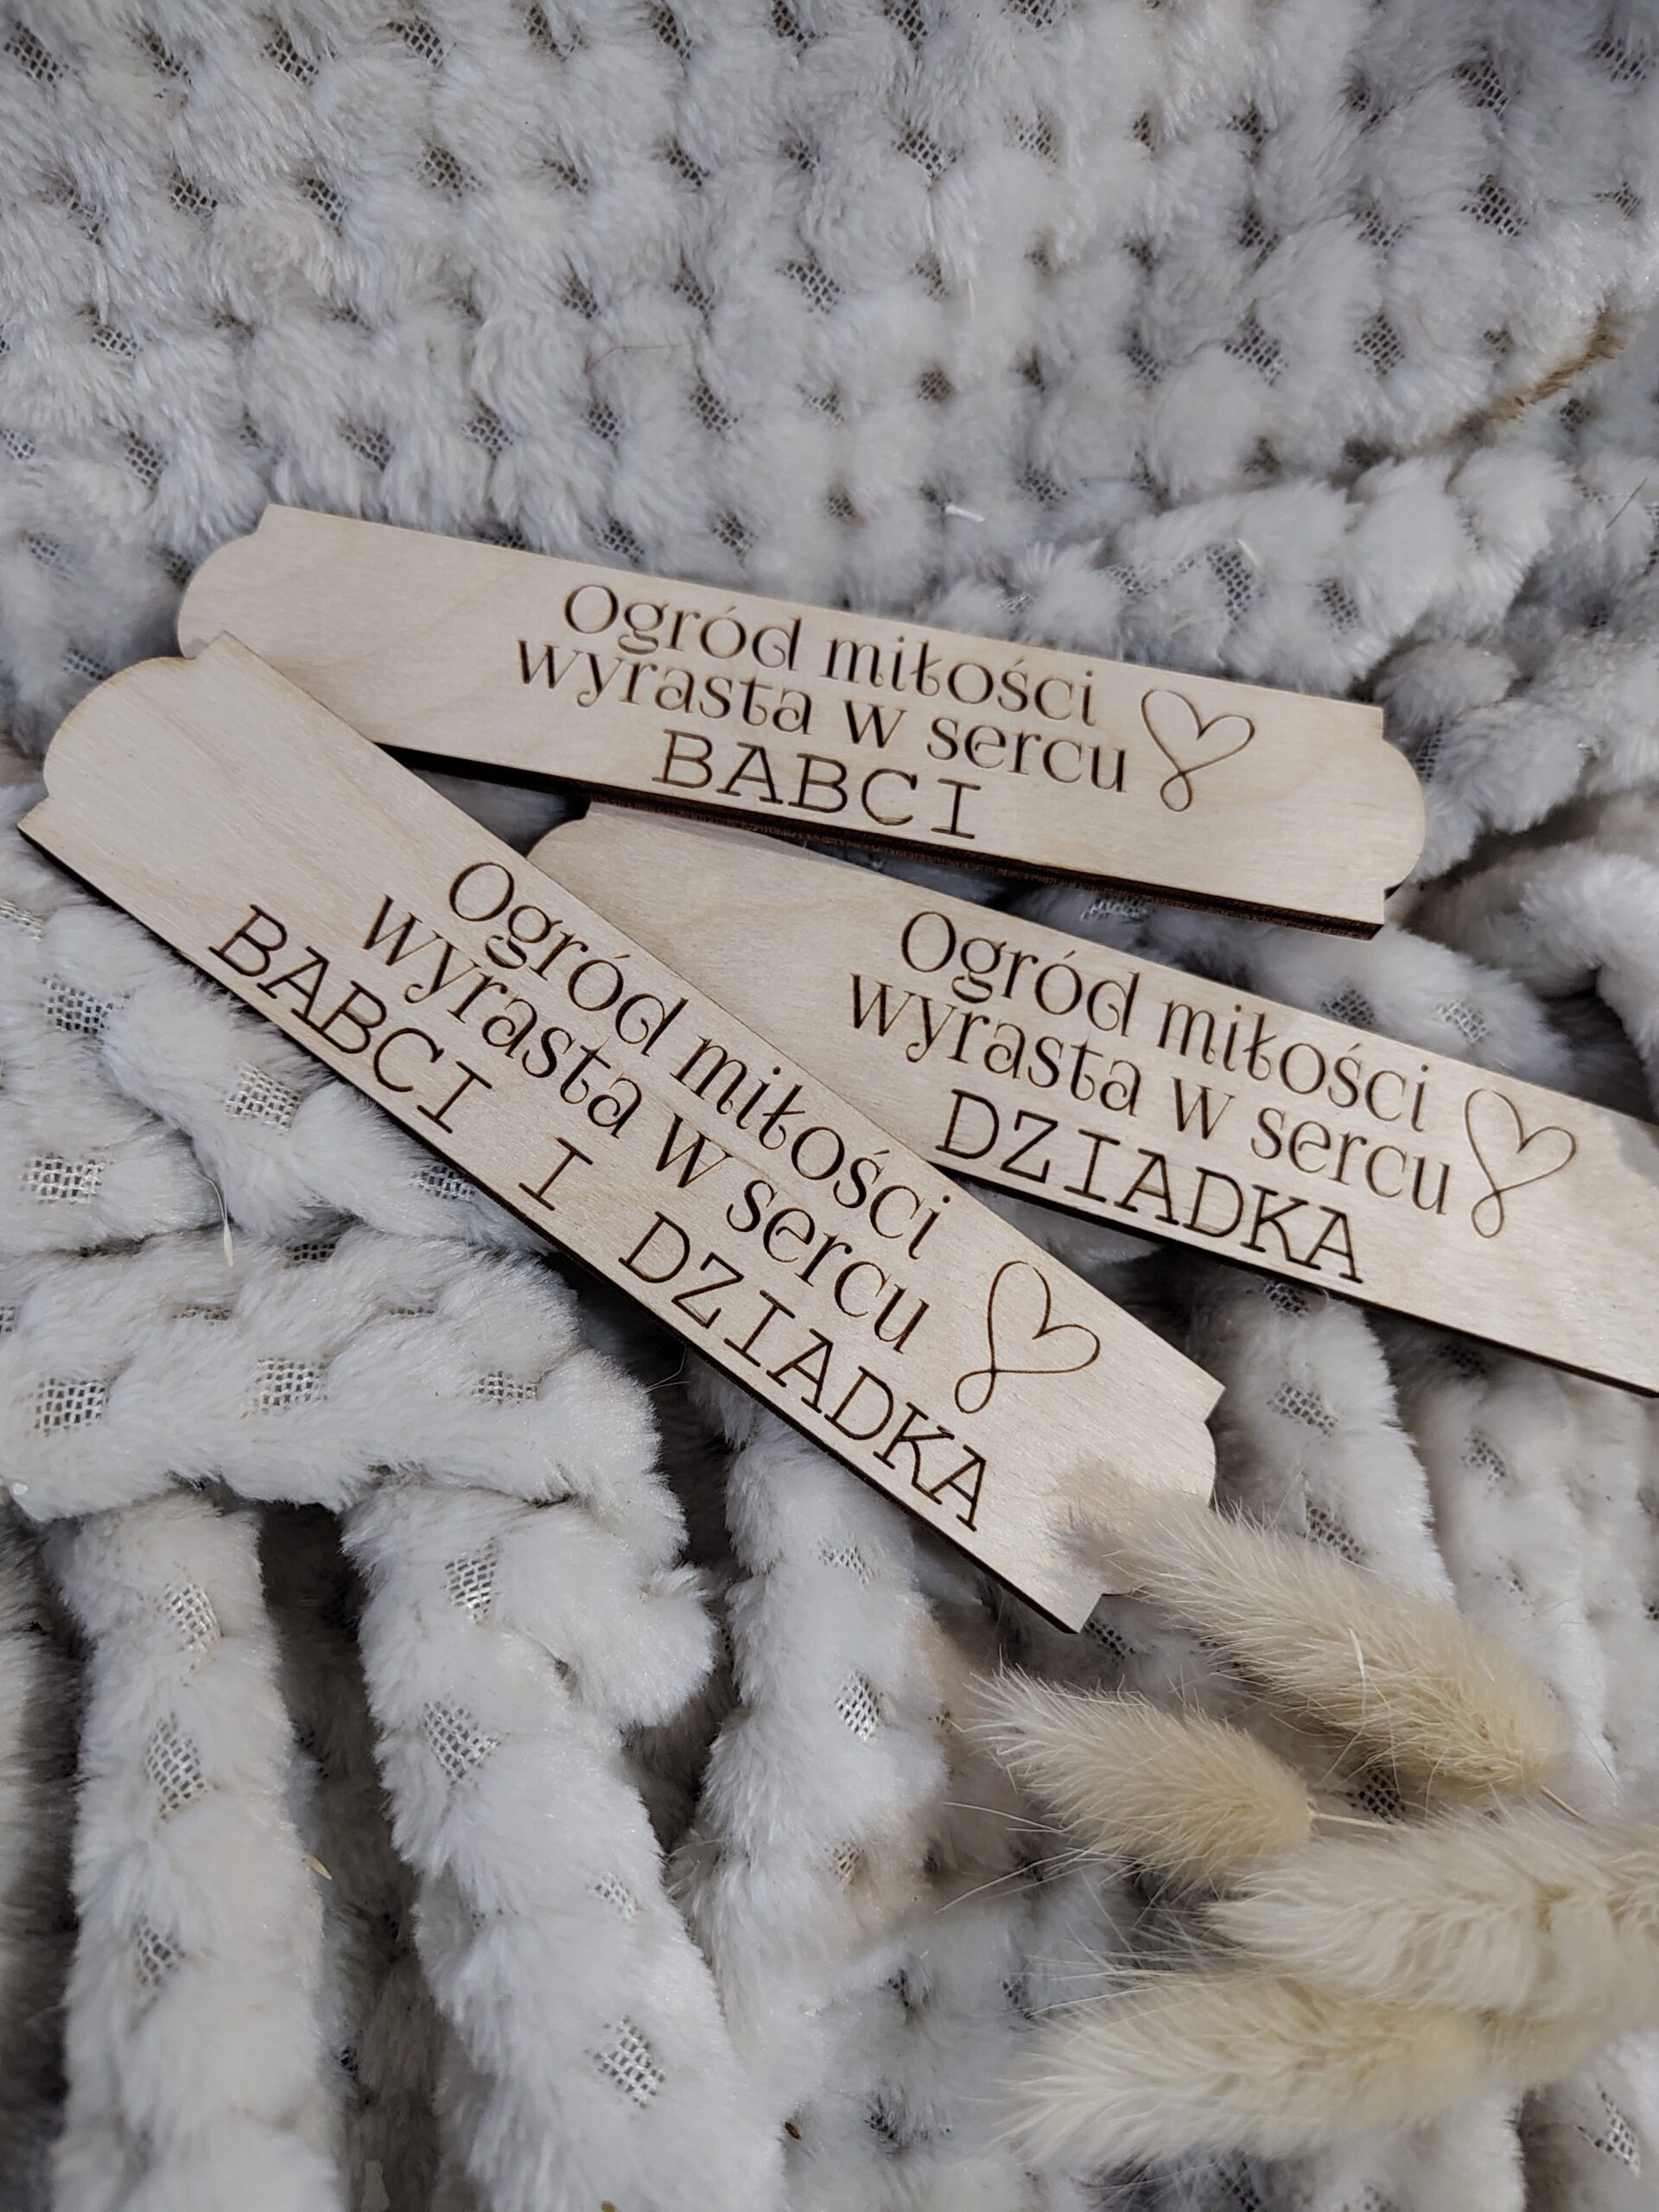 Ogród miłości
wyrasta w sercu
BABCI
Ogród miłości
wyrasta w sercu
DZIADKA
Ogród miłości
wyrasta w sercu
BABCI I DZIADKA